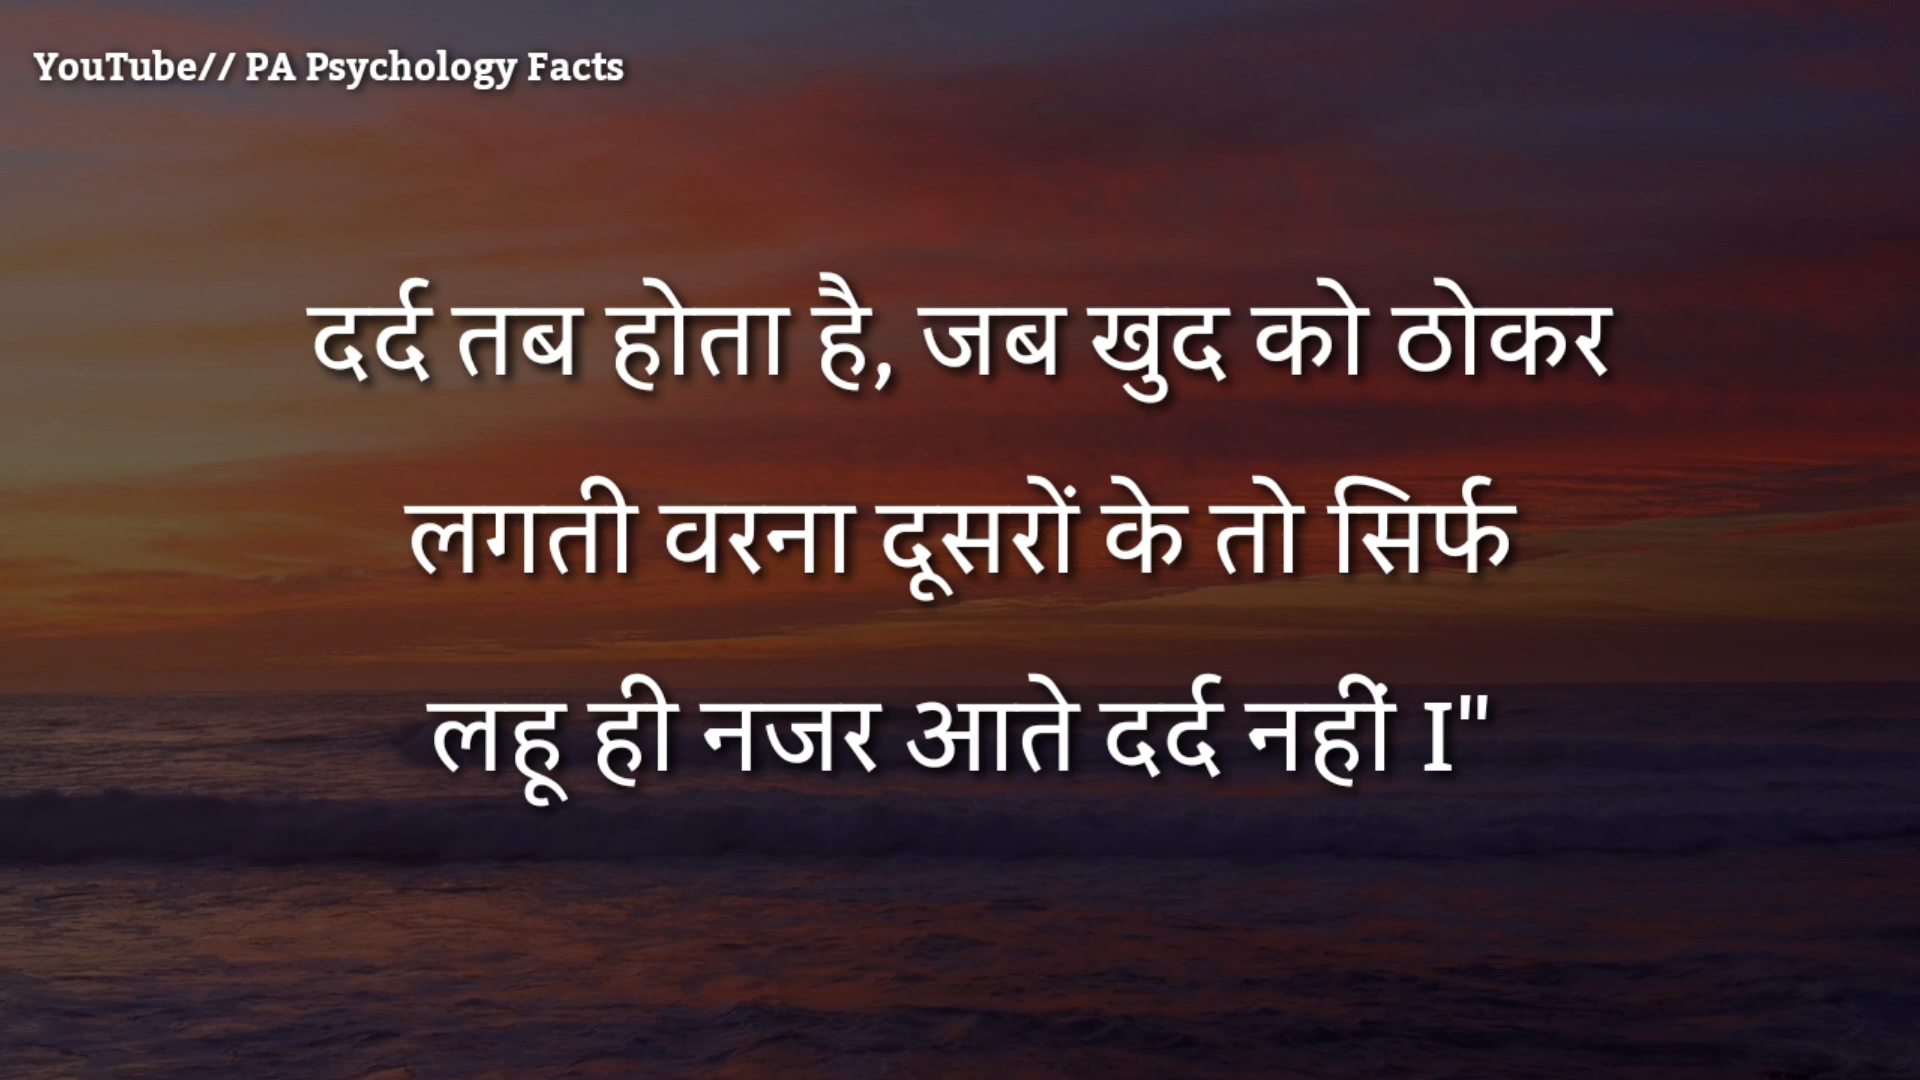 YouTube// PA Psychology Facts
दर्द तब होता है, जब खुद को ठोकर
लगती वरना दूसरों के तो सिर्फ
लहू ही नजर आते दर्द नहीं I"